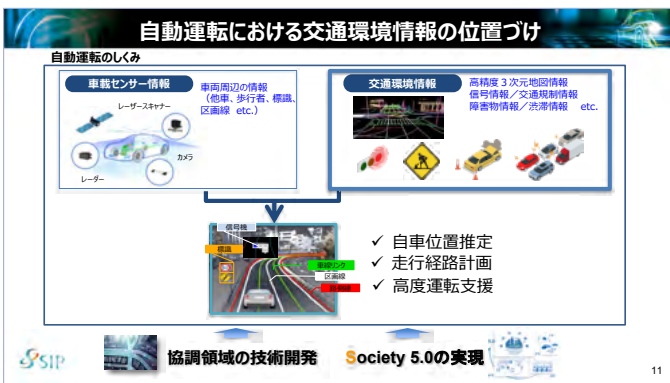 自動運転における交通環境情報の位置づけ
自動運転のしくみ
車載センサー情報
車両周辺の情報
（他車、歩行者、標識、
区画線 etc.）
レーザースキャナー
カメラ
レーダー
交通環境情報
高精度３次元地図情報
信号情報／交通規制情報
障害物情報／渋滞情報 etc.
信号機
標識
車線リンク
区画線
✓ 自車位置推定
✓ 走行経路計画
✓ 高度運転支援
SIP
協調領域の技術開発
Society 5.0の実現
11